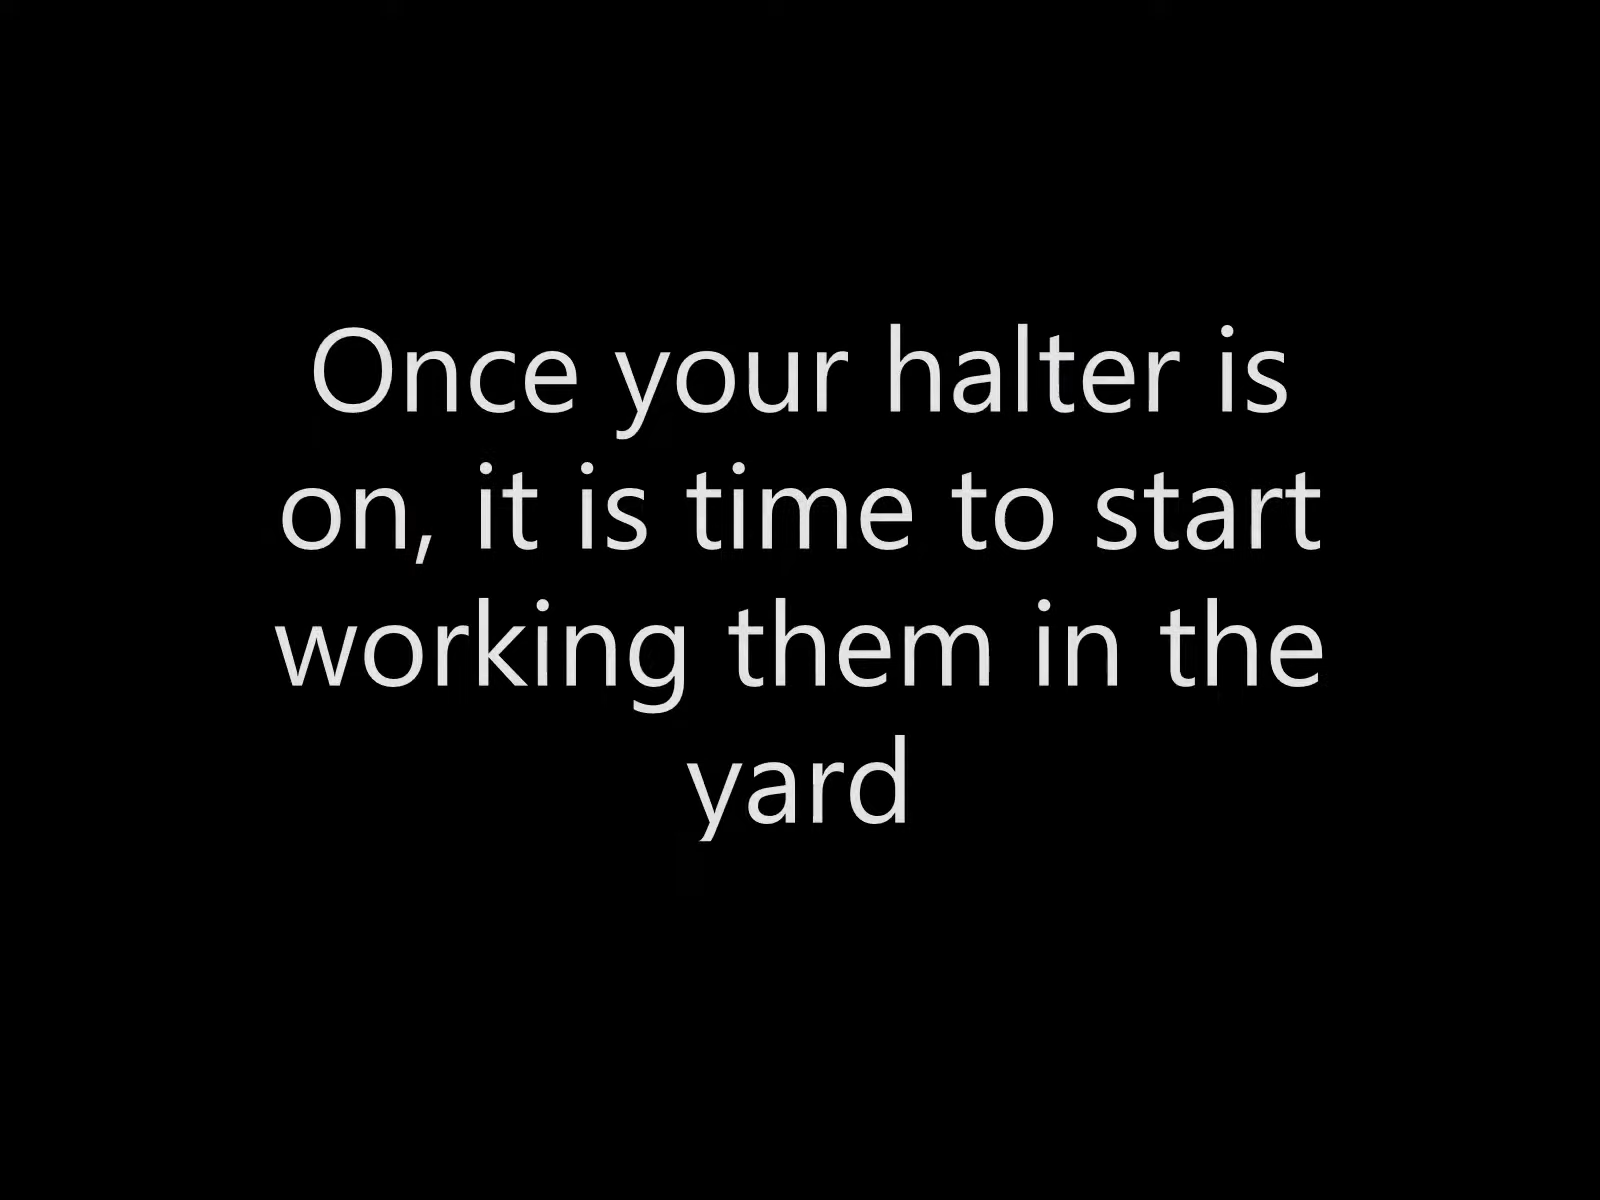 Once your halter is
on, it is time to start
working them in the
yard